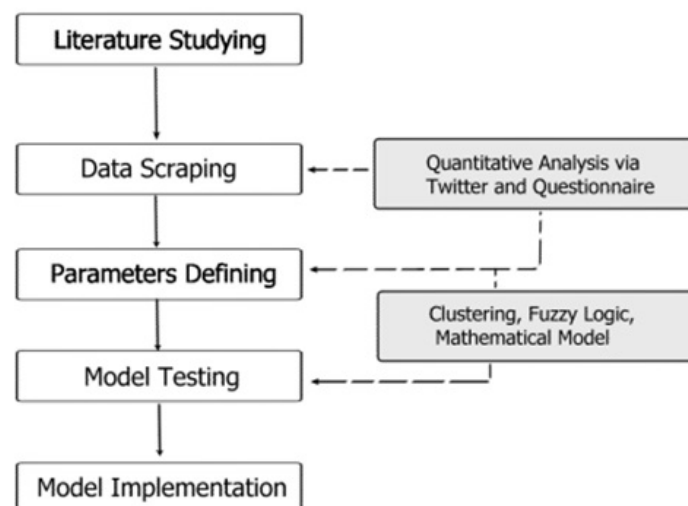 Literature Studying
Data Scraping
Quantitative Analysis via
Twitter and Questionnaire
Parameters Defining
Clustering, Fuzzy Logic,
Mathematical Model
Model Testing
Model Implementation